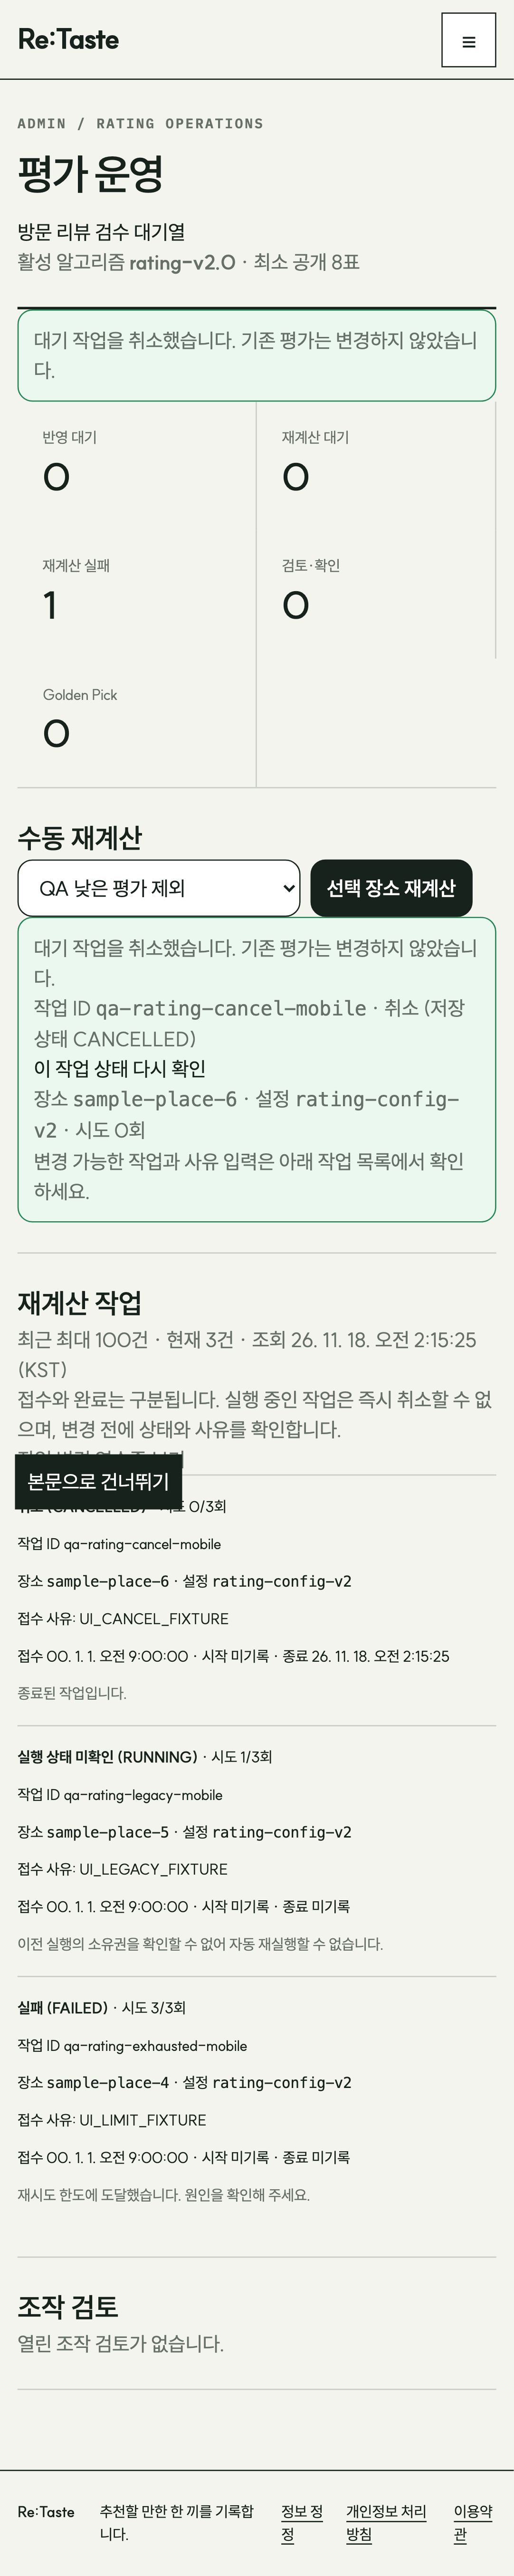 Re:Taste
≡
ADMIN / RATING OPERATIONS
평가 운영
방문 리뷰 검수 대기열
활성 알고리즘 rating-v2.0 · 최소 공개 8표
대기 작업을 취소했습니다. 기존 평가는 변경하지 않았습니
다.
반영 대기
0
재계산 대기
0
재계산 실패
1
검토·확인
0
Golden Pick
0
수동 재계산
QA 낮은 평가 제외
선택 장소 재계산
대기 작업을 취소했습니다. 기존 평가는 변경하지 않았습니
다.
작업 ID qa-rating-cancel-mobile · 취소 (저장
상태 CANCELLED)
이 작업 상태 다시 확인
장소 sample-place-6 · 설정 rating-config-
v2 · 시도 0회
변경 가능한 작업과 사유 입력은 아래 작업 목록에서 확인
하세요.
재계산 작업
최근 최대 100건 · 현재 3건 · 조회 26. 11. 18. 오전 2:15:25
(KST)
접수와 완료는 구분됩니다. 실행 중인 작업은 즉시 취소할 수 없
으며, 변경 전에 상태와 사유를 확인합니다.
본문으로 건너뛰기
0/3회
작업 ID qa-rating-cancel-mobile
장소 sample-place-6 · 설정 rating-config-v2
접수 사유: UI_CANCEL_FIXTURE
접수 00. 1. 1. 오전 9:00:00 · 시작 미기록 · 종료 26. 11. 18. 오전 2:15:25
종료된 작업입니다.
실행 상태 미확인 (RUNNING) · 시도 1/3회
작업 ID qa-rating-legacy-mobile
장소 sample-place-5 · 설정 rating-config-v2
접수 사유: UI_LEGACY_FIXTURE
접수 00. 1. 1. 오전 9:00:00 · 시작 미기록 · 종료 미기록
이전 실행의 소유권을 확인할 수 없어 자동 재실행할 수 없습니다.
실패 (FAILED) · 시도 3/3회
작업 ID qa-rating-exhausted-mobile
장소 sample-place-4 · 설정 rating-config-v2
접수 사유: UI_LIMIT_FIXTURE
접수 00. 1. 1. 오전 9:00:00 · 시작 미기록 · 종료 미기록
재시도 한도에 도달했습니다. 원인을 확인해 주세요.
조작 검토
열린 조작 검토가 없습니다.
Re:Taste
추천할 만한 한 끼를 기록합
니다.
정보 정
정
개인정보 처리
방침
이용약
관